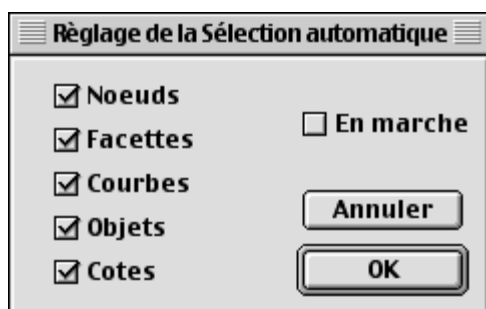 Règlage de la Sélection automatique
Noeuds
Facettes
Courbes
Objets
Cotes
En marche
Annuler
OK